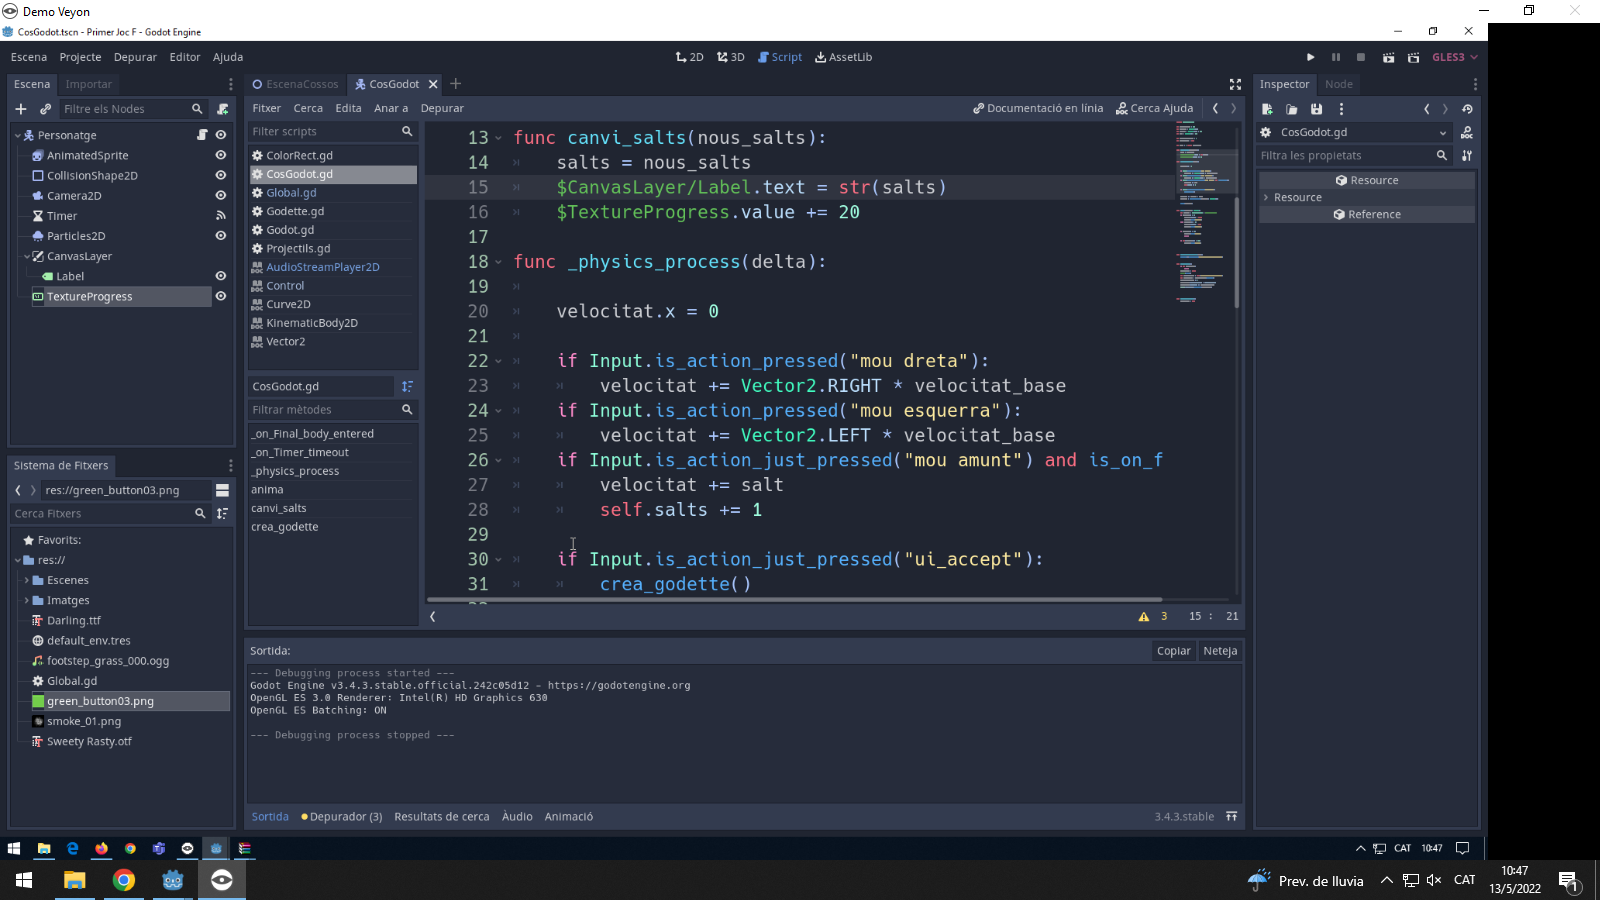 Demo Veyon
CosGodot.tscn - Primer Joc F - Godot Engine
Escena Projecte Depurar Editor Ajuda
2D 3D Script AssetLib
GLES3
Escena Importar
Filtre els Nodes
Personatge
AnimatedSprite
CollisionShape2D
Camera2D
Timer
Particles2D
CanvasLayer
Label
TextureProgress
Sistema de Fitxers
res://green_button03.png
Cerca Fitxers
Favorits:
res://
Escenes
Imatges
Darling.ttf
default_env.tres
footstep_grass_000.ogg
Global.gd
green_button03.png
smoke_01.png
Sweety Rasty.otf
EscenaCossos CosGodot
Fitxer Cerca Edita Anar a Depurar
Documentació en línia Cerca Ajuda
Filter scripts
ColorRect.gd
CosGodot.gd
Global.gd
Godette.gd
Godot.gd
Projectils.gd
AudioStreamPlayer2D
Control
Curve2D
KinematicBody2D
Vector2
CosGodot.gd
Filtrar mètodes
_on_Final_body_entered
_on_Timer_timeout
_physics_process
anima
canvi_salts
crea_godette
13 func canvi_salts(nous_salts):
14 salts = nous_salts
15 $CanvasLayer/Label.text = str(salts)
16 $TextureProgress.value += 20
17
18 func _physics_process(delta):
19
20 velocitat.x = 0
21
22 if Input.is_action_pressed("mou dreta"):
23 velocitat += Vector2.RIGHT * velocitat_base
24 if Input.is_action_pressed("mou esquerra"):
25 velocitat += Vector2.LEFT * velocitat_base
26 if Input.is_action_just_pressed("mou amunt") and is_on_f
27 velocitat += salt
28 self.salts += 1
29
30 if Input.is_action_just_pressed("ui_accept"):
31 crea_godette()
3 15 : 21
Sortida:
Copiar Neteja
--- Debugging process started ---
Godot Engine v3.4.3.stable.official.242c05d12 - https://godotengine.org
OpenGL ES 3.0 Renderer: Intel(R) HD Graphics 630
OpenGL ES Batching: ON
--- Debugging process stopped ---
Sortida Depurador (3) Resultats de cerca Àudio Animació
3.4.3.stable
Inspector Node
CosGodot.gd
Filtra les propietats
Resource
Resource
Reference
CAT 10:47
Prev. de lluvia
CAT
10:47
13/5/2022
1